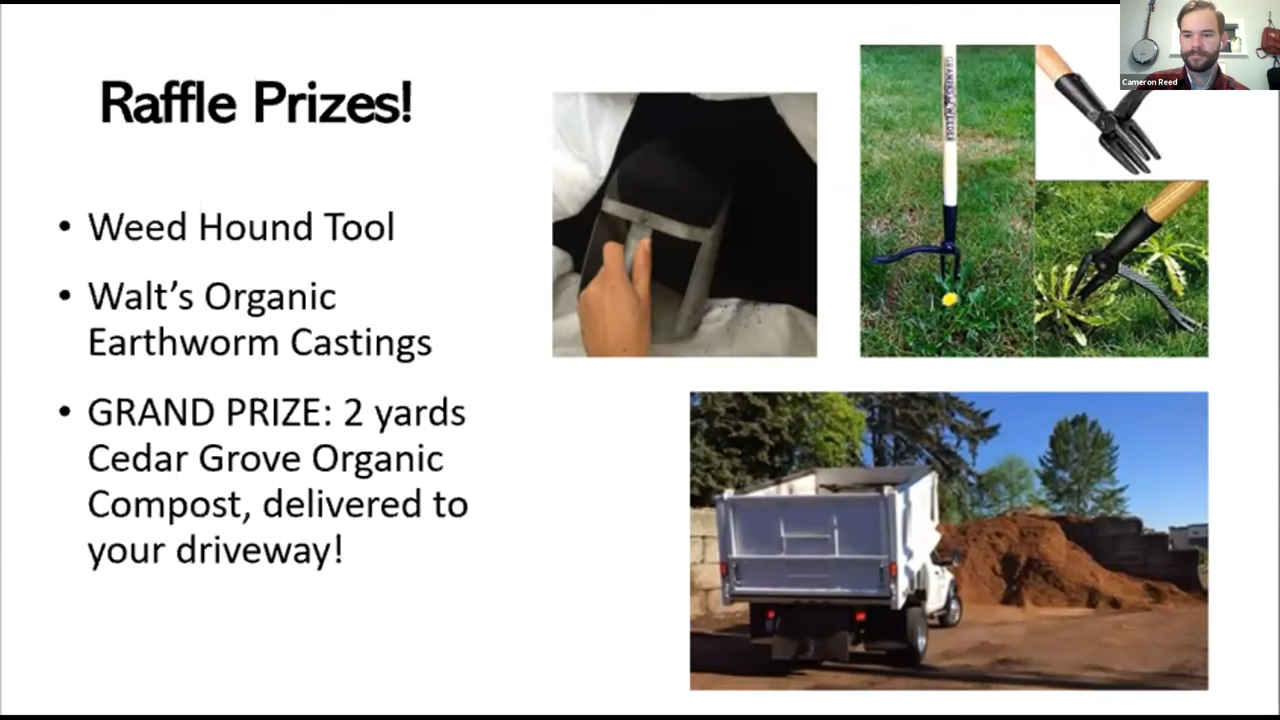 Raffle Prizes!
• Weed Hound Tool
• Walt's Organic
Earthworm Castings
• GRAND PRIZE: 2 yards
Cedar Grove Organic
Compost, delivered to
your driveway!
Cameron Reed